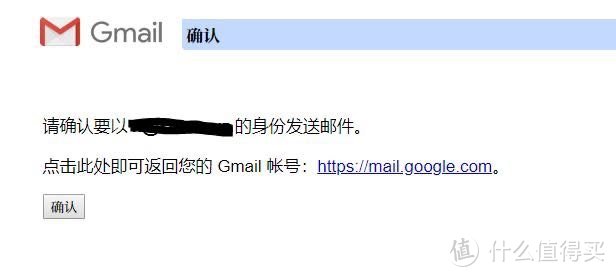 Gmail 确认
请确认要以 的身份发送邮件。
点击此处即可返回您的 Gmail 帐号：https://mail.google.com。
确认
值 什么值得买